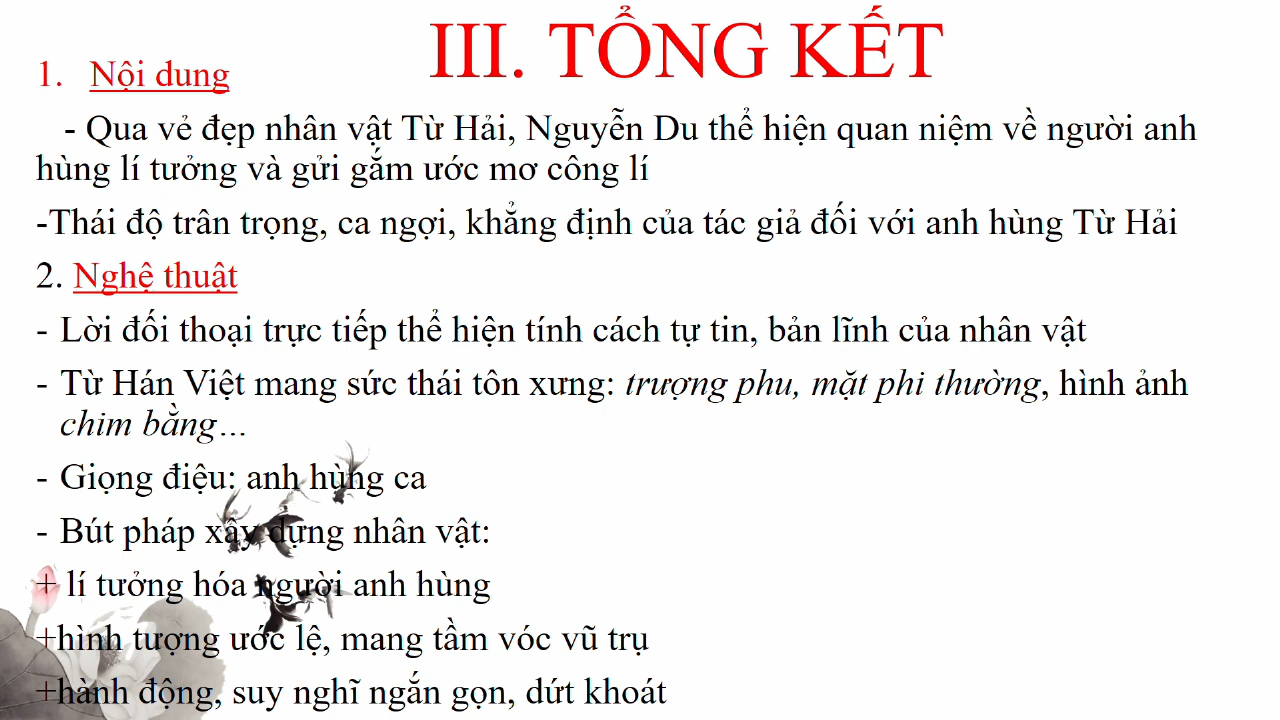 III. TỔNG KẾT
1. Nội dung
- Qua vẻ đẹp nhân vật Từ Hải, Nguyễn Du thể hiện quan niệm về người anh
hùng lí tưởng và gửi gắm ước mơ công lí
-Thái độ trân trọng, ca ngợi, khẳng định của tác giả đối với anh hùng Từ Hải
2. Nghệ thuật
- Lời đối thoại trực tiếp thể hiện tính cách tự tin, bản lĩnh của nhân vật
- Từ Hán Việt mang sức thái tôn xưng: trượng phu, mặt phi thường, hình ảnh
chim bằng…
- Giọng điệu: anh hùng ca
- Bút pháp xây dựng nhân vật:
+ lí tưởng hóa người anh hùng
+hình tượng ước lệ, mang tầm vóc vũ trụ
+hành động, suy nghĩ ngắn gọn, dứt khoát